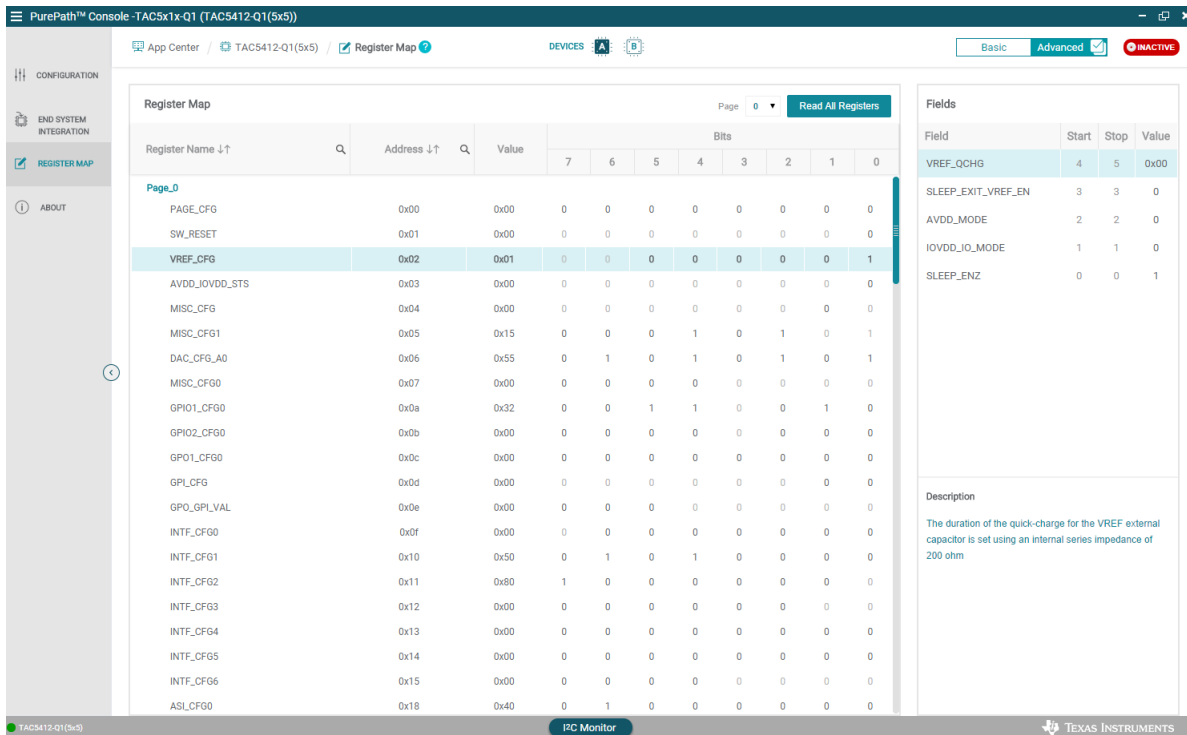 PurePath™ Console -TAC5x1x-Q1 (TAC5412-Q1(5x5))
App Center / TAC5412-Q1(5x5) / Register Map ?
DEVICES A B
Basic Advanced INACTIVE
CONFIGURATION
END SYSTEM
INTEGRATION
REGISTER MAP
ABOUT
Register Map Page 0 Read All Registers
Register Name Address Value Bits
7 6 5 4 3 2 1 0
Page_0
PAGE_CFG 0x00 0x00 0 0 0 0 0 0 0 0
SW_RESET 0x01 0x00 0 0 0 0 0 0 0 0
VREF_CFG 0x02 0x01 0 0 0 0 0 0 0 1
AVDD_IOVDD_STS 0x03 0x00 0 0 0 0 0 0 0 0
MISC_CFG 0x04 0x00 0 0 0 0 0 0 0 0
MISC_CFG1 0x05 0x15 0 0 0 1 0 1 0 1
DAC_CFG_A0 0x06 0x55 0 1 0 1 0 1 0 1
MISC_CFG0 0x07 0x00 0 0 0 0 0 0 0 0
GPIO1_CFG0 0x0a 0x32 0 0 1 1 0 0 1 0
GPIO2_CFG0 0x0b 0x00 0 0 0 0 0 0 0 0
GPO1_CFG0 0x0c 0x00 0 0 0 0 0 0 0 0
GPI_CFG 0x0d 0x00 0 0 0 0 0 0 0 0
GPO_GPI_VAL 0x0e 0x00 0 0 0 0 0 0 0 0
INTF_CFG0 0x0f 0x00 0 0 0 0 0 0 0 0
INTF_CFG1 0x10 0x50 0 1 0 1 0 0 0 0
INTF_CFG2 0x11 0x80 1 0 0 0 0 0 0 0
INTF_CFG3 0x12 0x00 0 0 0 0 0 0 0 0
INTF_CFG4 0x13 0x00 0 0 0 0 0 0 0 0
INTF_CFG5 0x14 0x00 0 0 0 0 0 0 0 0
INTF_CFG6 0x15 0x00 0 0 0 0 0 0 0 0
ASI_CFG0 0x18 0x40 0 1 0 0 0 0 0 0
Fields
Field Start Stop Value
VREF_QCHG 4 5 0x00
SLEEP_EXIT_VREF_EN 3 3 0
AVDD_MODE 2 2 0
IOVDD_IO_MODE 1 1 0
SLEEP_ENZ 0 0 1
Description
The duration of the quick-charge for the VREF external
capacitor is set using an internal series impedance of
200 ohm
TAC5412-Q1(5x5)
I²C Monitor
TEXAS INSTRUMENTS